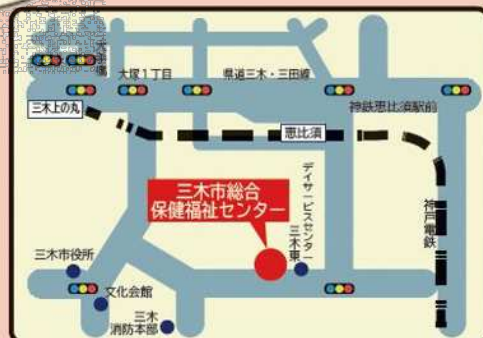 大手橋
大塚1丁目
県道三木・三田線
三木上の丸
神鉄恵比須駅前
恵比須
デイサービスセンター
三木東
神戸電鉄
三木市総合
保健福祉センター
三木市役所
文化会館
三木
消防本部